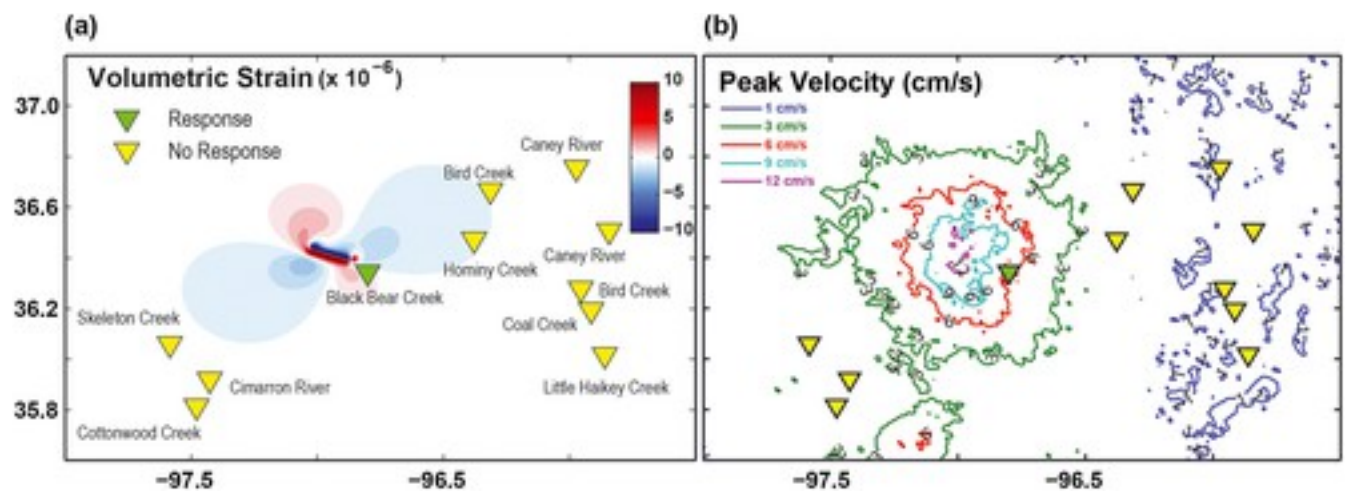 (a)
Volumetric Strain (x 10⁻⁶)
Response
No Response
10
5
0
−5
−10
Caney River
Bird Creek
Caney River
Hominy Creek
Black Bear Creek
Bird Creek
Coal Creek
Skeleton Creek
Little Haikey Creek
Cimarron River
Cottonwood Creek
37.0
36.6
36.2
35.8
−97.5
−96.5
(b)
Peak Velocity (cm/s)
1 cm/s
3 cm/s
6 cm/s
9 cm/s
12 cm/s
−97.5
−96.5